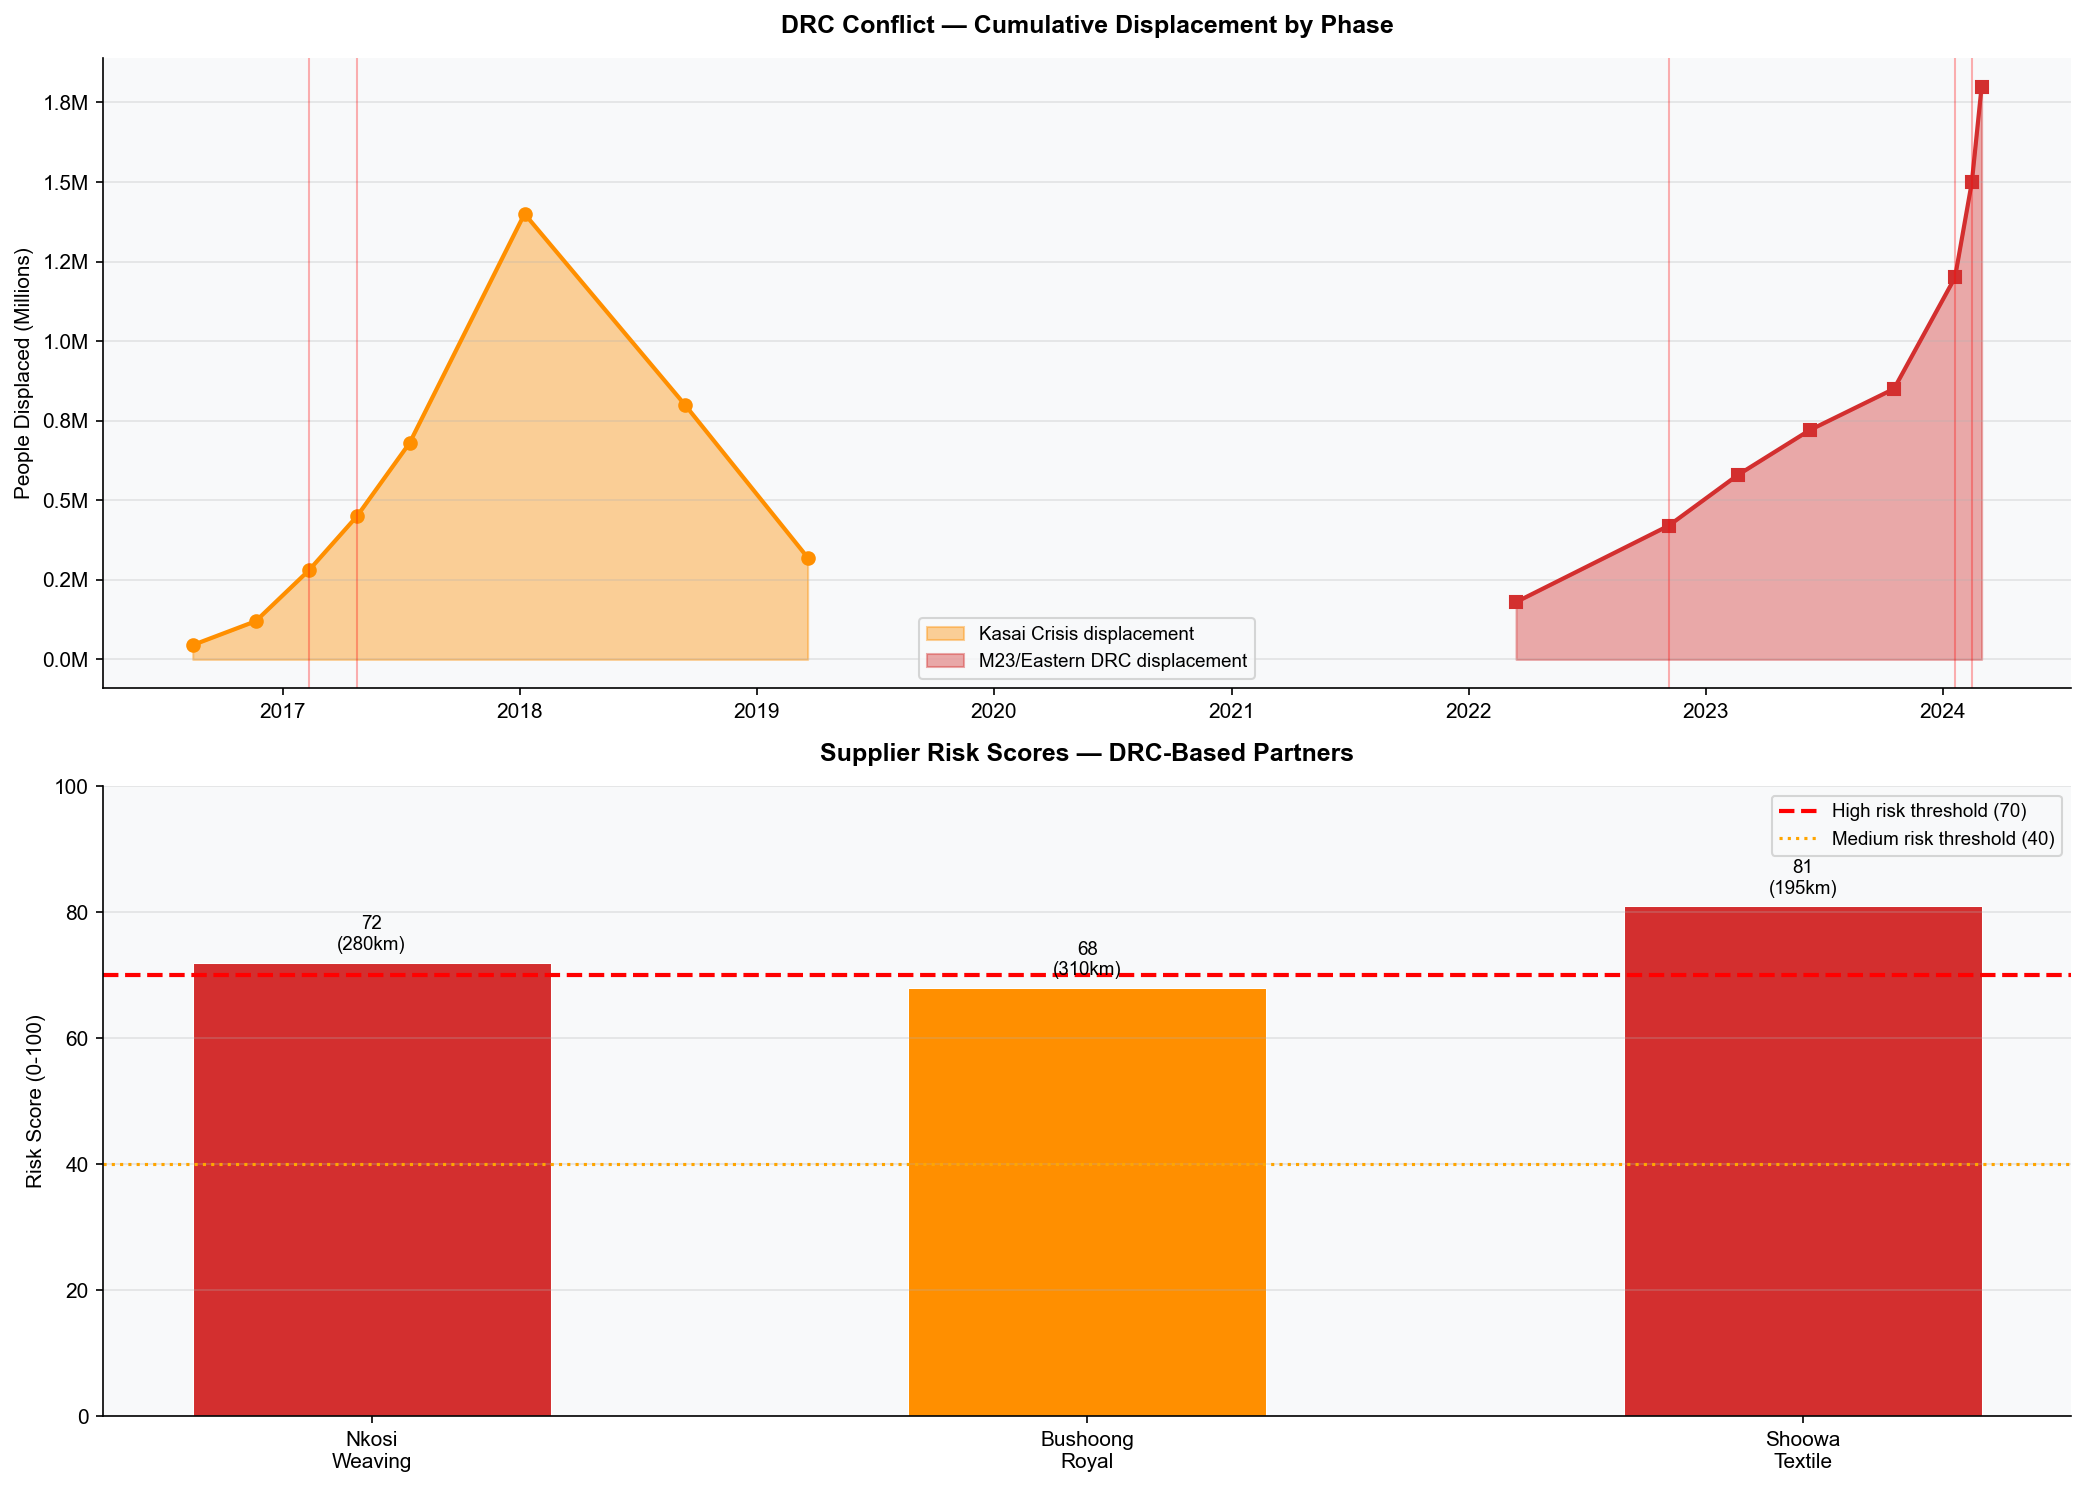 DRC Conflict — Cumulative Displacement by Phase
People Displaced (Millions)
1.8M
1.5M
1.2M
1.0M
0.8M
0.5M
0.2M
0.0M
Kasai Crisis displacement
M23/Eastern DRC displacement
2017 2018 2019 2020 2021 2022 2023 2024
Supplier Risk Scores — DRC-Based Partners
Risk Score (0-100)
100
80
60
40
20
0
High risk threshold (70)
Medium risk threshold (40)
72
(280km)
68
(310km)
81
(195km)
Nkosi
Weaving
Bushoong
Royal
Shoowa
Textile